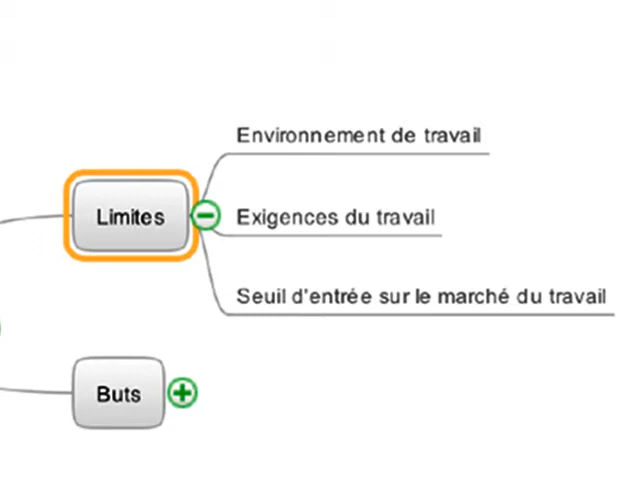 Environnement de travail
Limites
Exigences du travail
Seuil d'entrée sur le marché du travail
Buts